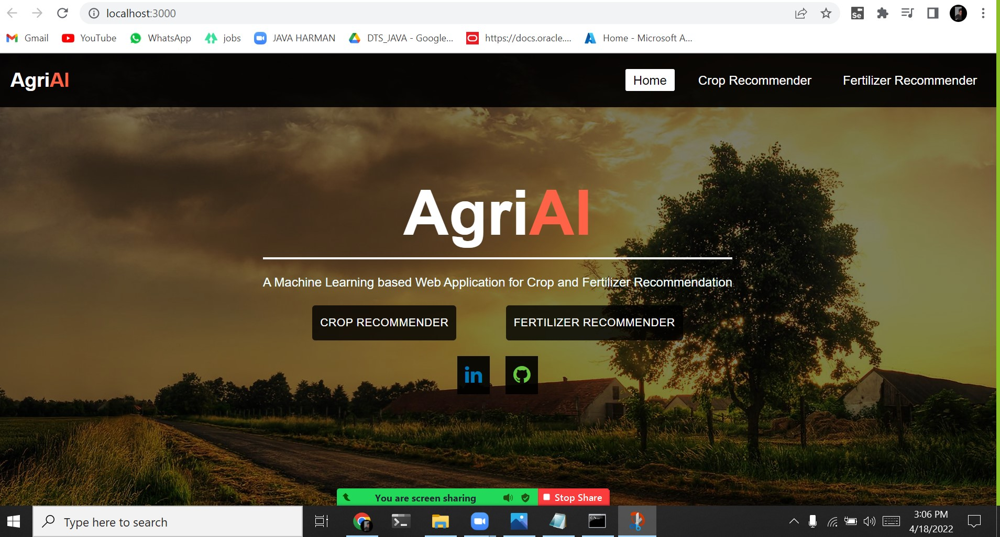 localhost:3000
Se
Gmail YouTube WhatsApp jobs JAVA HARMAN DTS_JAVA - Google... https://docs.oracle.... Home - Microsoft A...
AgriAI Home Crop Recommender Fertilizer Recommender
AgriAI
A Machine Learning based Web Application for Crop and Fertilizer Recommendation
CROP RECOMMENDER FERTILIZER RECOMMENDER
in
You are screen sharing Stop Share
Type here to search
3:06 PM
4/18/2022